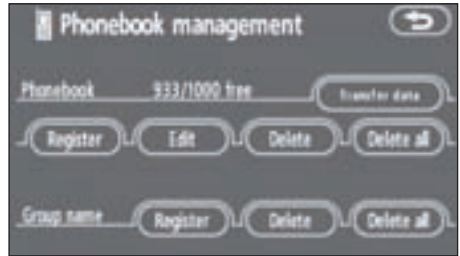 Phonebook management
Phonebook 933/1000 free Transfer data
Register Edit Delete Delete all
Group name Register Delete Delete all